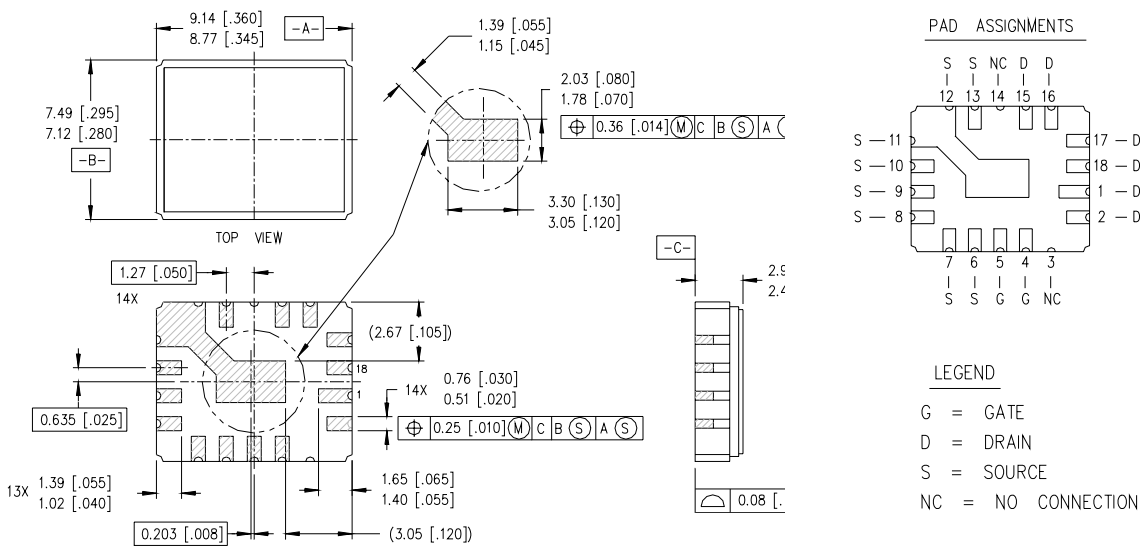 9.14 [.360]
8.77 [.345]
-A-
7.49 [.295]
7.12 [.280]
-B-
TOP VIEW
1.39 [.055]
1.15 [.045]
2.03 [.080]
1.78 [.070]
⌖ 0.36 [.014] Ⓜ C B Ⓢ A
3.30 [.130]
3.05 [.120]
1.27 [.050]
14X
(2.67 [.105])
18
1
14X 0.76 [.030]
0.51 [.020]
⌖ 0.25 [.010] Ⓜ C B Ⓢ A Ⓢ
0.635 [.025]
13X 1.39 [.055]
1.02 [.040]
1.65 [.065]
1.40 [.055]
0.203 [.008]
(3.05 [.120])
-C-
2.9
2.4
⌓ 0.08 [.
PAD ASSIGNMENTS
S S NC D D
12 13 14 15 16
S — 11
S — 10
S — 9
S — 8
17 — D
18 — D
1 — D
2 — D
7 6 5 4 3
S S G G NC
LEGEND
G = GATE
D = DRAIN
S = SOURCE
NC = NO CONNECTION